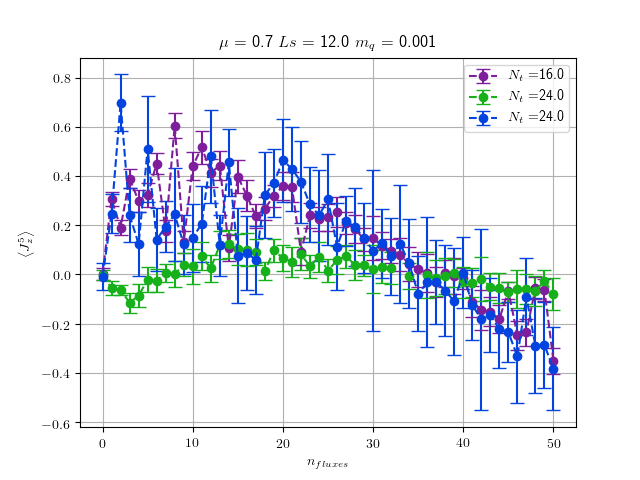 μ = 0.7 Ls = 12.0 m_q = 0.001
N_t =16.0
N_t =24.0
N_t =24.0
⟨J_z^5⟩
0.8
0.6
0.4
0.2
0.0
−0.2
−0.4
−0.6
0 10 20 30 40 50
n_{fluxes}